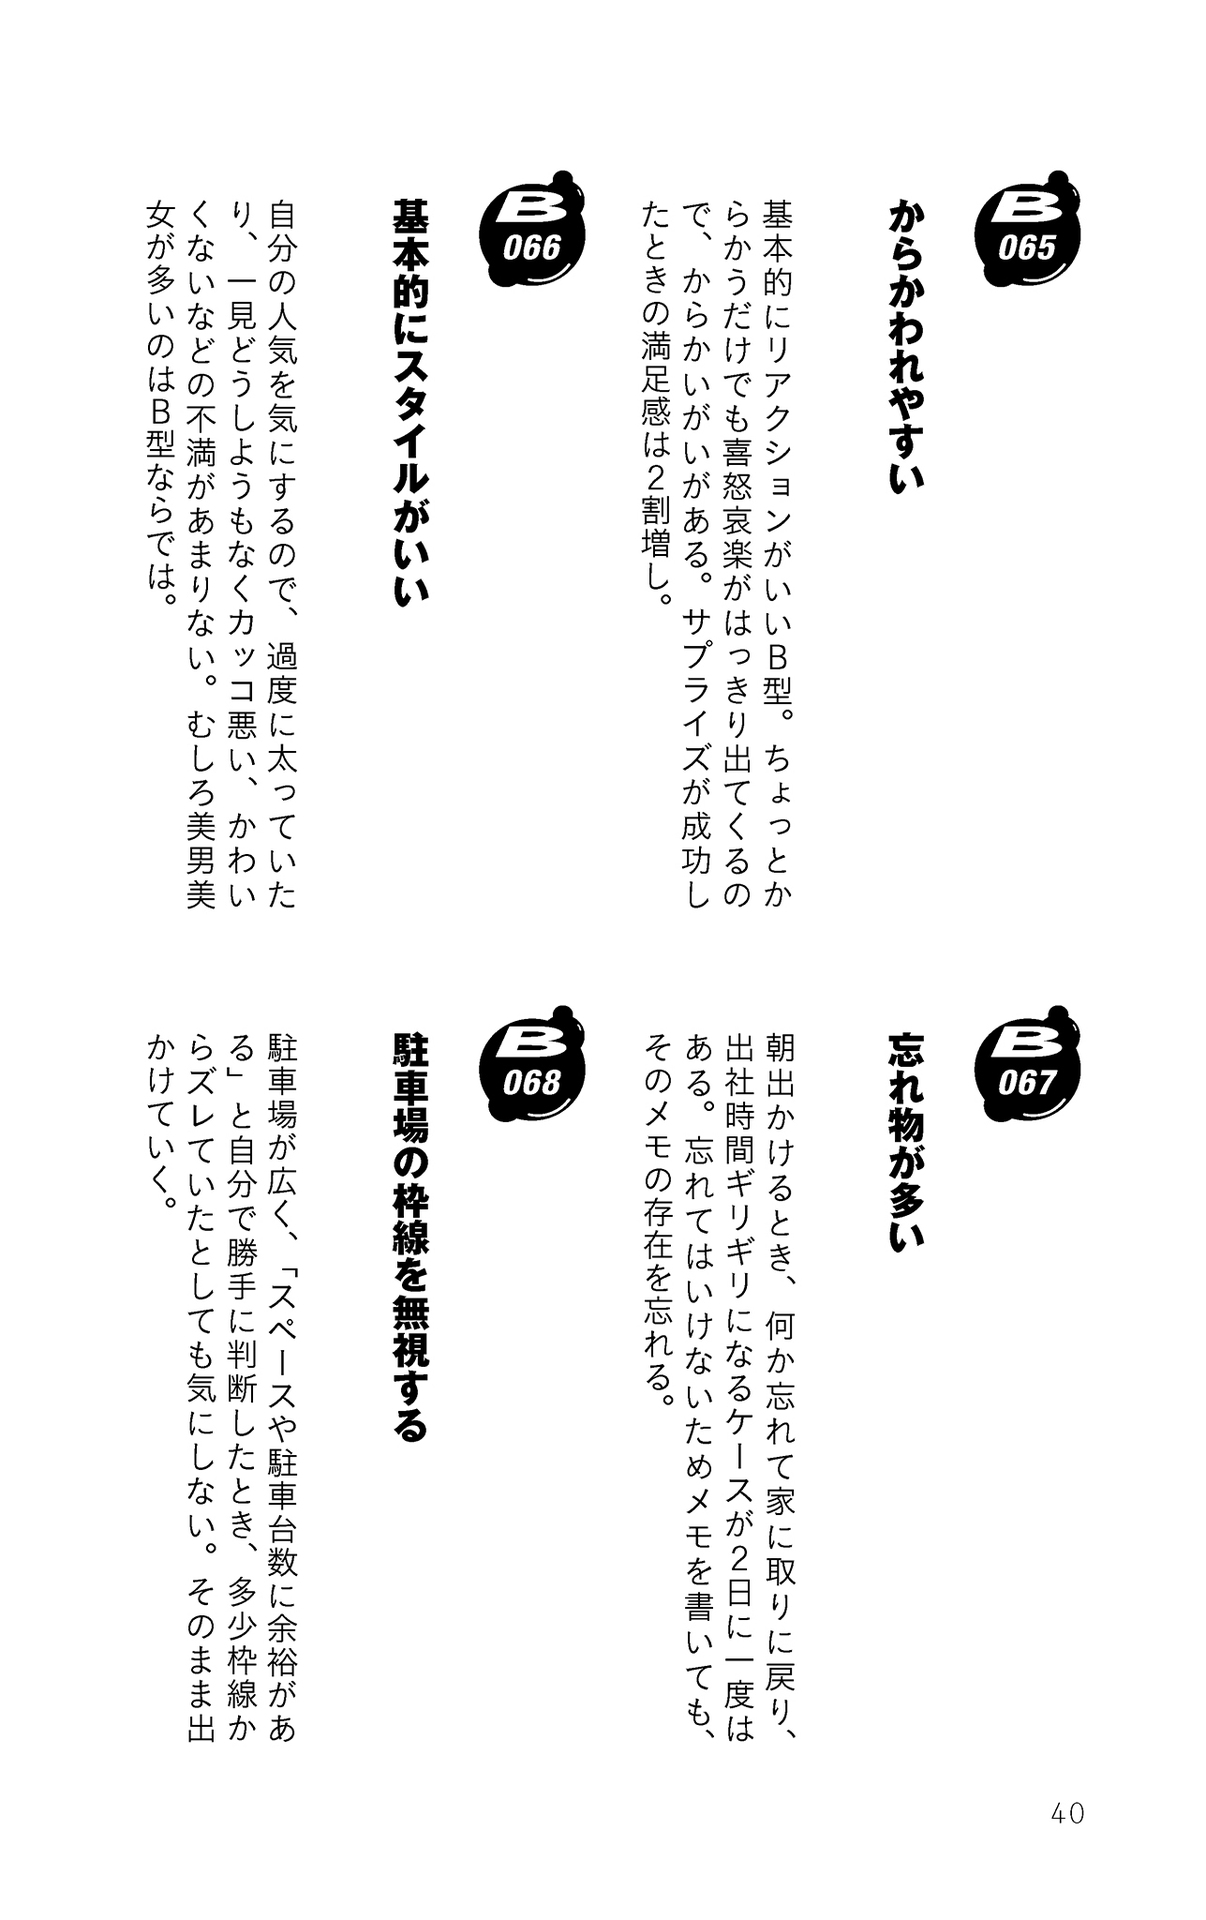 B
065
からかわれやすい
基本的にリアクションがいいB型。ちょっとか
らかうだけでも喜怒哀楽がはっきり出てくるの
で、からかいがいがある。サプライズが成功し
たときの満足感は2割増し。
B
066
基本的にスタイルがいい
自分の人気を気にするので、過度に太っていた
り、一見どうしようもなくカッコ悪い、かわい
くないなどの不満があまりない。むしろ美男美
女が多いのはB型ならでは。
B
067
忘れ物が多い
朝出かけるとき、何か忘れて家に取りに戻り、
出社時間ギリギリになるケースが2日に一度は
ある。忘れてはいけないためメモを書いても、
そのメモの存在を忘れる。
B
068
駐車場の枠線を無視する
駐車場が広く、「スペースや駐車台数に余裕があ
る」と自分で勝手に判断したとき、多少枠線か
らズレていたとしても気にしない。そのまま出
かけていく。
40